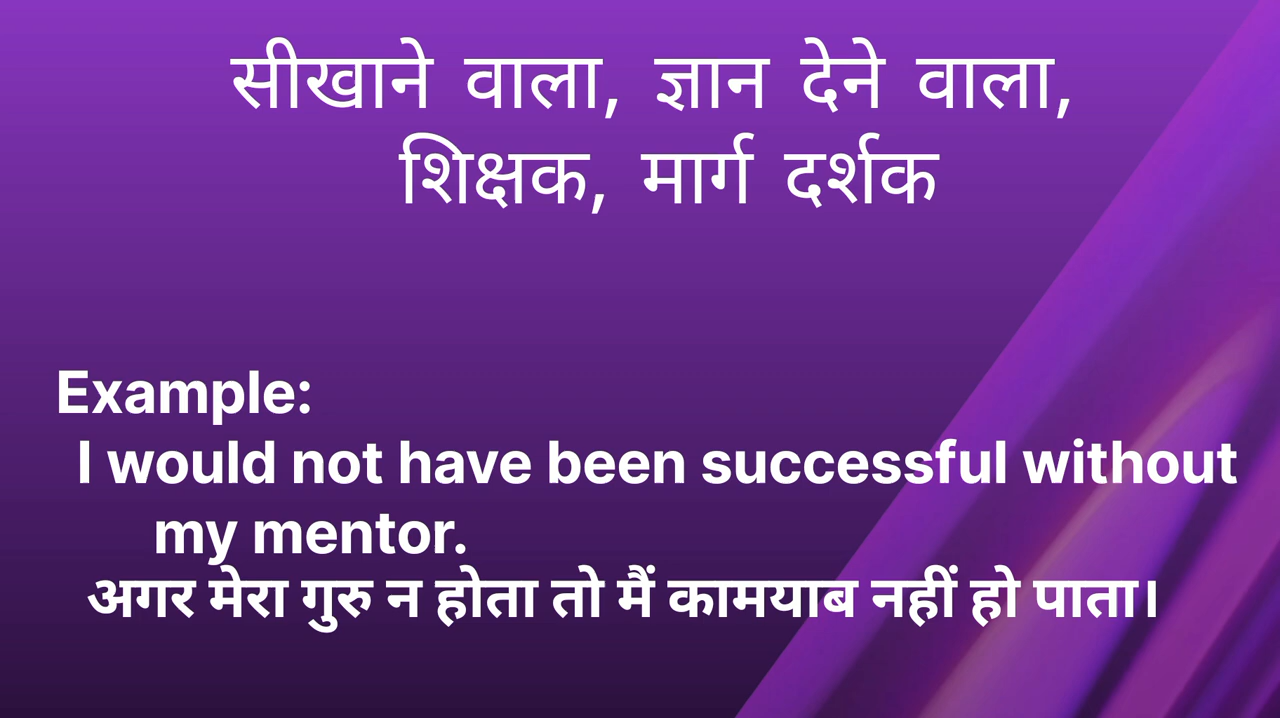 सीखाने वाला, ज्ञान देने वाला,
शिक्षक, मार्ग दर्शक
Example:
I would not have been successful without
my mentor.
अगर मेरा गुरु न होता तो मैं कामयाब नहीं हो पाता।